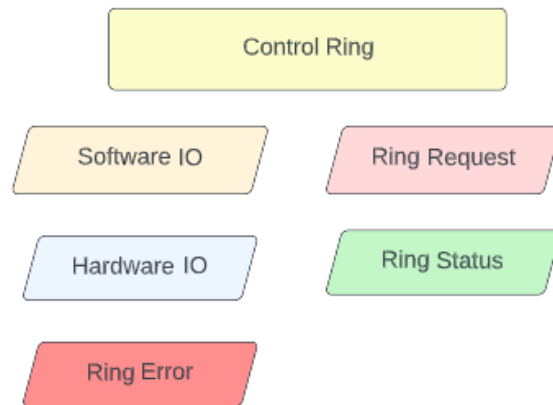 Control Ring
Software IO
Ring Request
Hardware IO
Ring Status
Ring Error